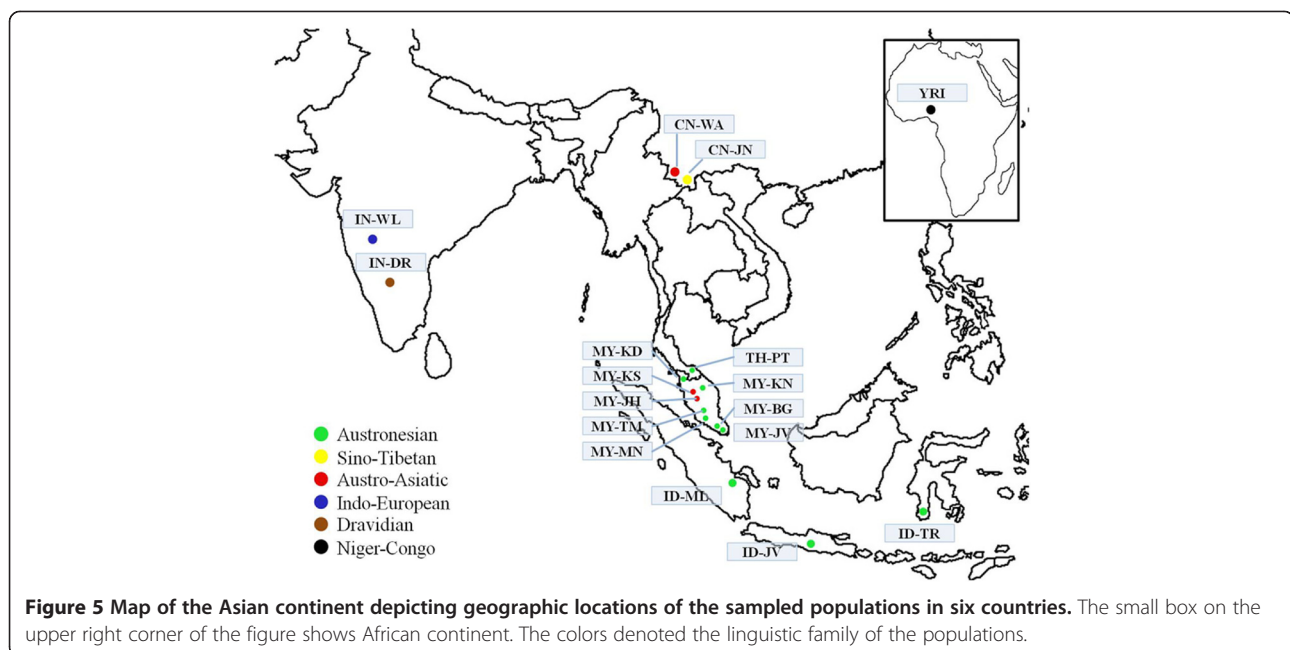 YRI
CN-WA
CN-JN
IN-WL
IN-DR
MY-KD
TH-PT
MY-KS
MY-KN
MY-JH
MY-BG
MY-TM
MY-JV
MY-MN
ID-ML
ID-TR
ID-JV
Austronesian
Sino-Tibetan
Austro-Asiatic
Indo-European
Dravidian
Niger-Congo
Figure 5 Map of the Asian continent depicting geographic locations of the sampled populations in six countries. The small box on the
upper right corner of the figure shows African continent. The colors denoted the linguistic family of the populations.